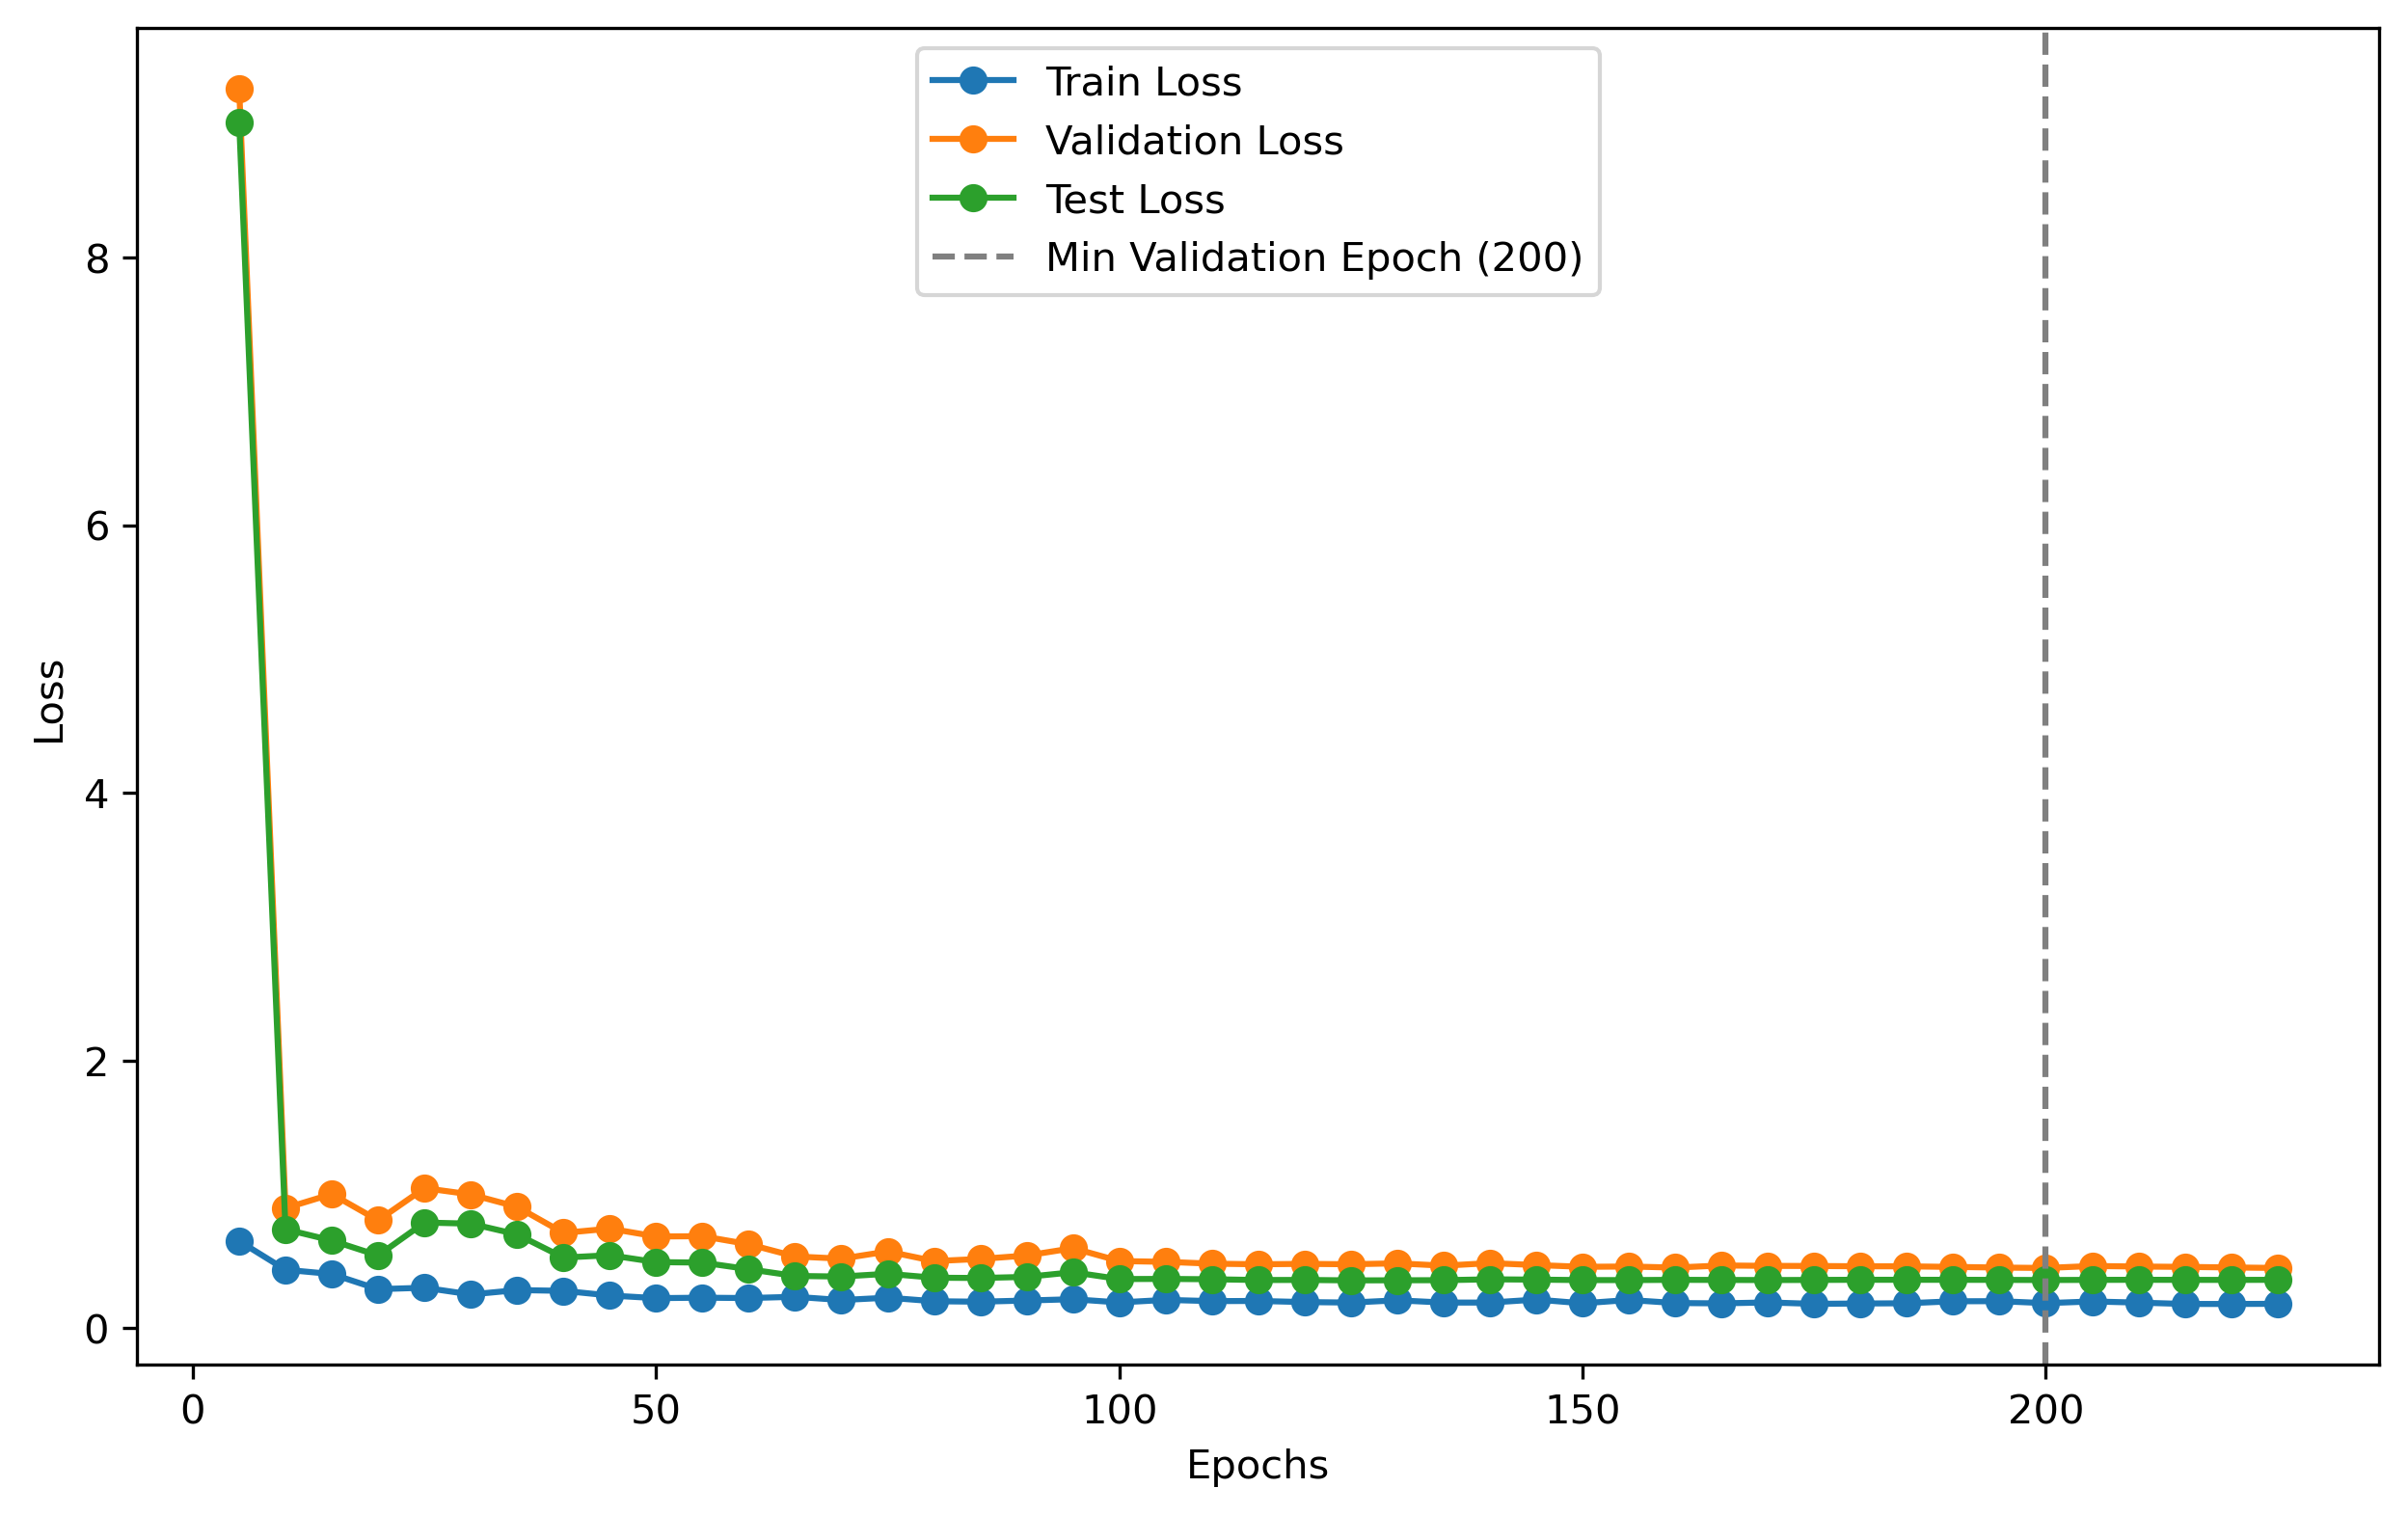 Train Loss
Validation Loss
Test Loss
Min Validation Epoch (200)
8
6
4
2
0
Loss
0 50 100 150 200
Epochs